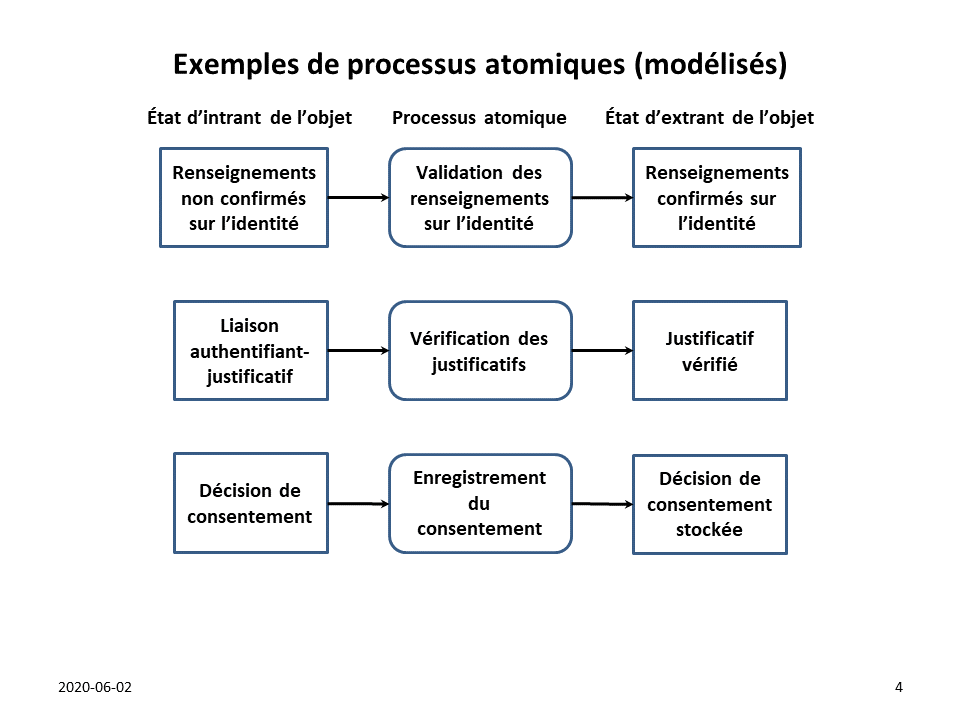 Exemples de processus atomiques (modélisés)
État d’intrant de l’objet
Processus atomique
État d’extrant de l’objet
Renseignements
non confirmés
sur l’identité
Validation des
renseignements
sur l’identité
Renseignements
confirmés sur
l’identité
Liaison
authentifiant-
justificatif
Vérification des
justificatifs
Justificatif
vérifié
Décision de
consentement
Enregistrement
du
consentement
Décision de
consentement
stockée
2020-06-02
4